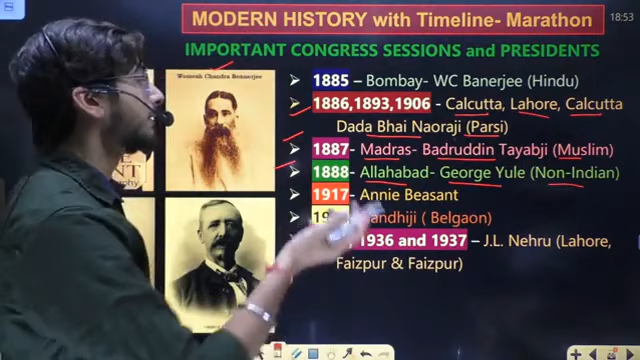 MODERN HISTORY with Timeline- Marathon
18:53
IMPORTANT CONGRESS SESSIONS and PRESIDENTS
Womesh Chandra Bonnerjee
➤ 1885 – Bombay- WC Banerjee (Hindu)
➤ 1886,1893,1906 - Calcutta, Lahore, Calcutta
Dada Bhai Naoraji (Parsi)
➤ 1887- Madras- Badruddin Tayabji (Muslim)
➤ 1888- Allahabad- George Yule (Non-Indian)
➤ 1917- Annie Beasant
Gandhiji ( Belgaon)
1936 and 1937 – J.L. Nehru (Lahore,
Faizpur & Faizpur)